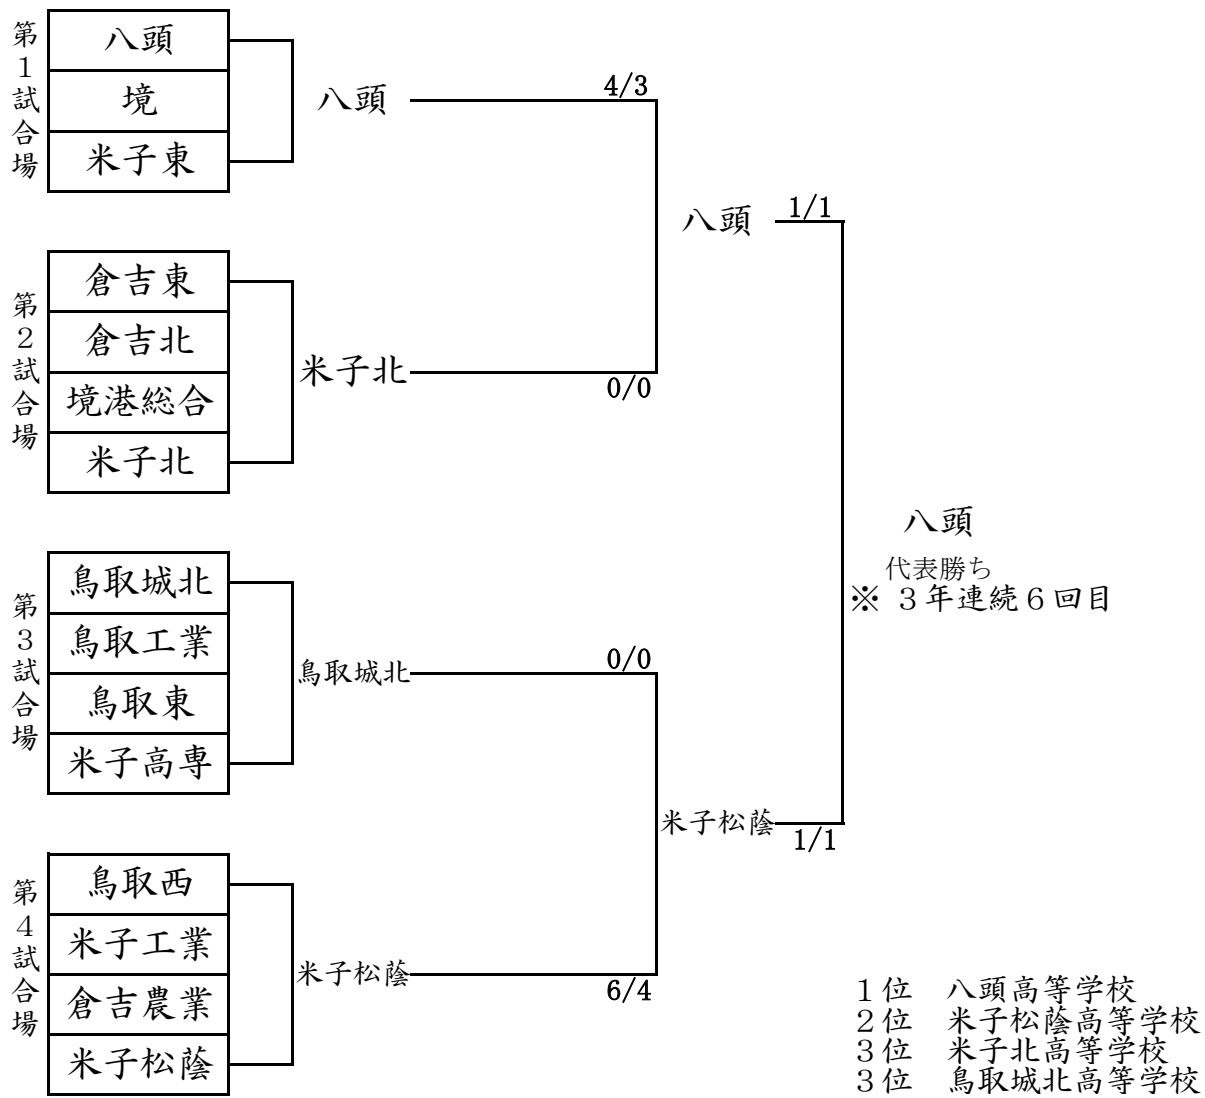 第1試合場
八頭
境
米子東
八頭
4/3
八頭
1/1
第2試合場
倉吉東
倉吉北
境港総合
米子北
米子北
0/0
八頭
代表勝ち
※ 3年連続6回目
第3試合場
鳥取城北
鳥取工業
鳥取東
米子高専
鳥取城北
0/0
米子松蔭
1/1
第4試合場
鳥取西
米子工業
倉吉農業
米子松蔭
米子松蔭
6/4
1位 八頭高等学校
2位 米子松蔭高等学校
3位 米子北高等学校
3位 鳥取城北高等学校